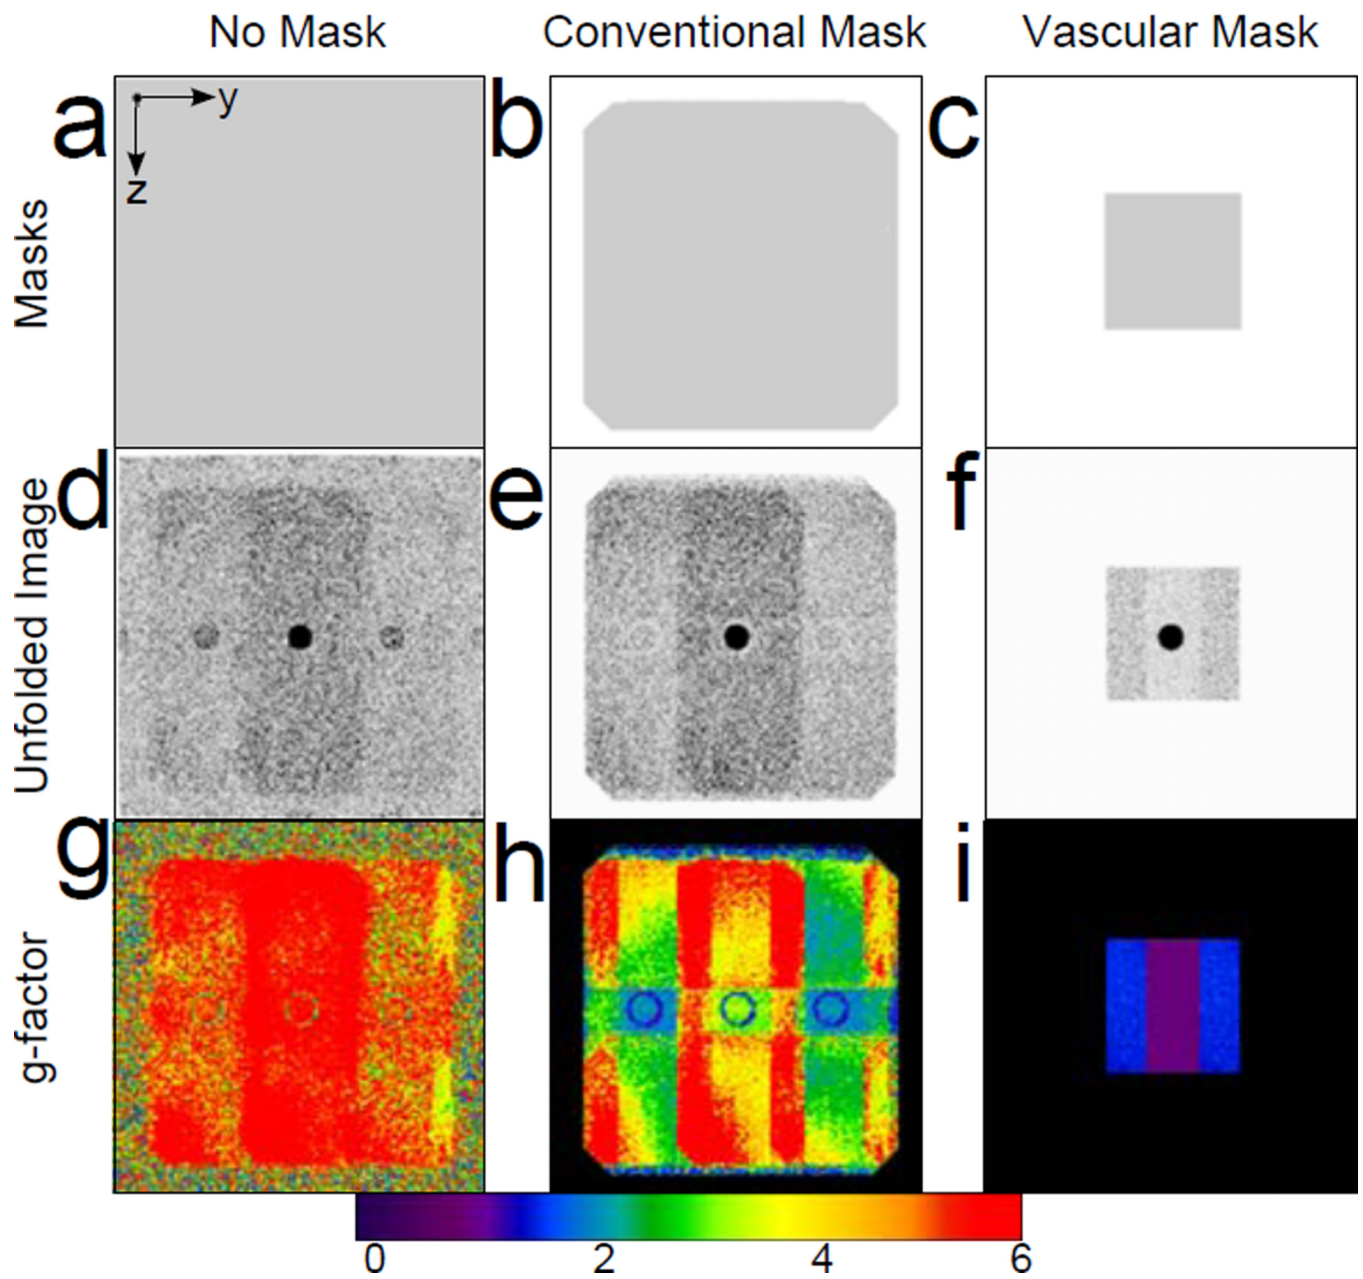 No Mask
Conventional Mask
Vascular Mask
Masks
a
y
z
b
c
Unfolded Image
d
e
f
g-factor
g
h
i
0
2
4
6